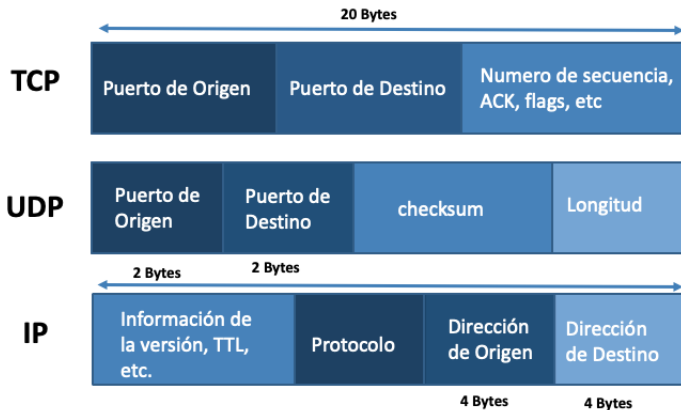 20 Bytes
TCP
Puerto de Origen
Puerto de Destino
Numero de secuencia,
ACK, flags, etc
UDP
Puerto de
Origen
Puerto de
Destino
checksum
Longitud
2 Bytes
2 Bytes
IP
Información de
la versión, TTL,
etc.
Protocolo
Dirección
de Origen
Dirección
de Destino
4 Bytes
4 Bytes